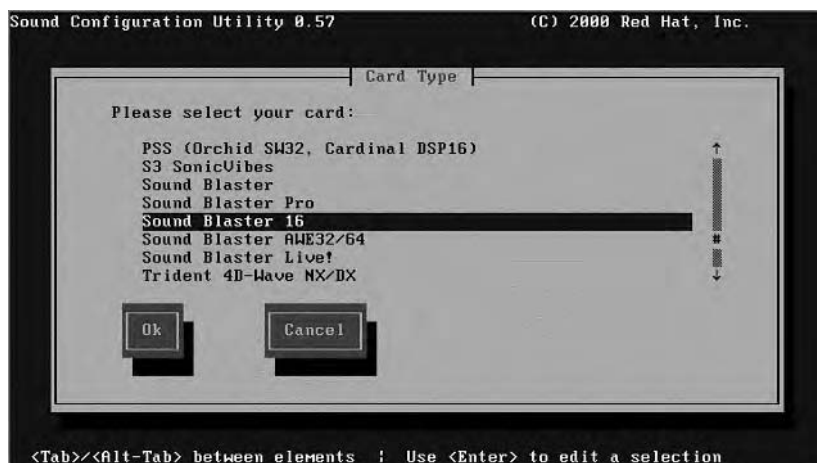 Sound Configuration Utility 0.57 (C) 2000 Red Hat, Inc.
Card Type
Please select your card:
PSS (Orchid SW32, Cardinal DSP16)
S3 SonicVibes
Sound Blaster
Sound Blaster Pro
Sound Blaster 16
Sound Blaster AWE32/64
Sound Blaster Live!
Trident 4D-Wave NX/DX
Ok Cancel
<Tab>/<Alt-Tab> between elements | Use <Enter> to edit a selection